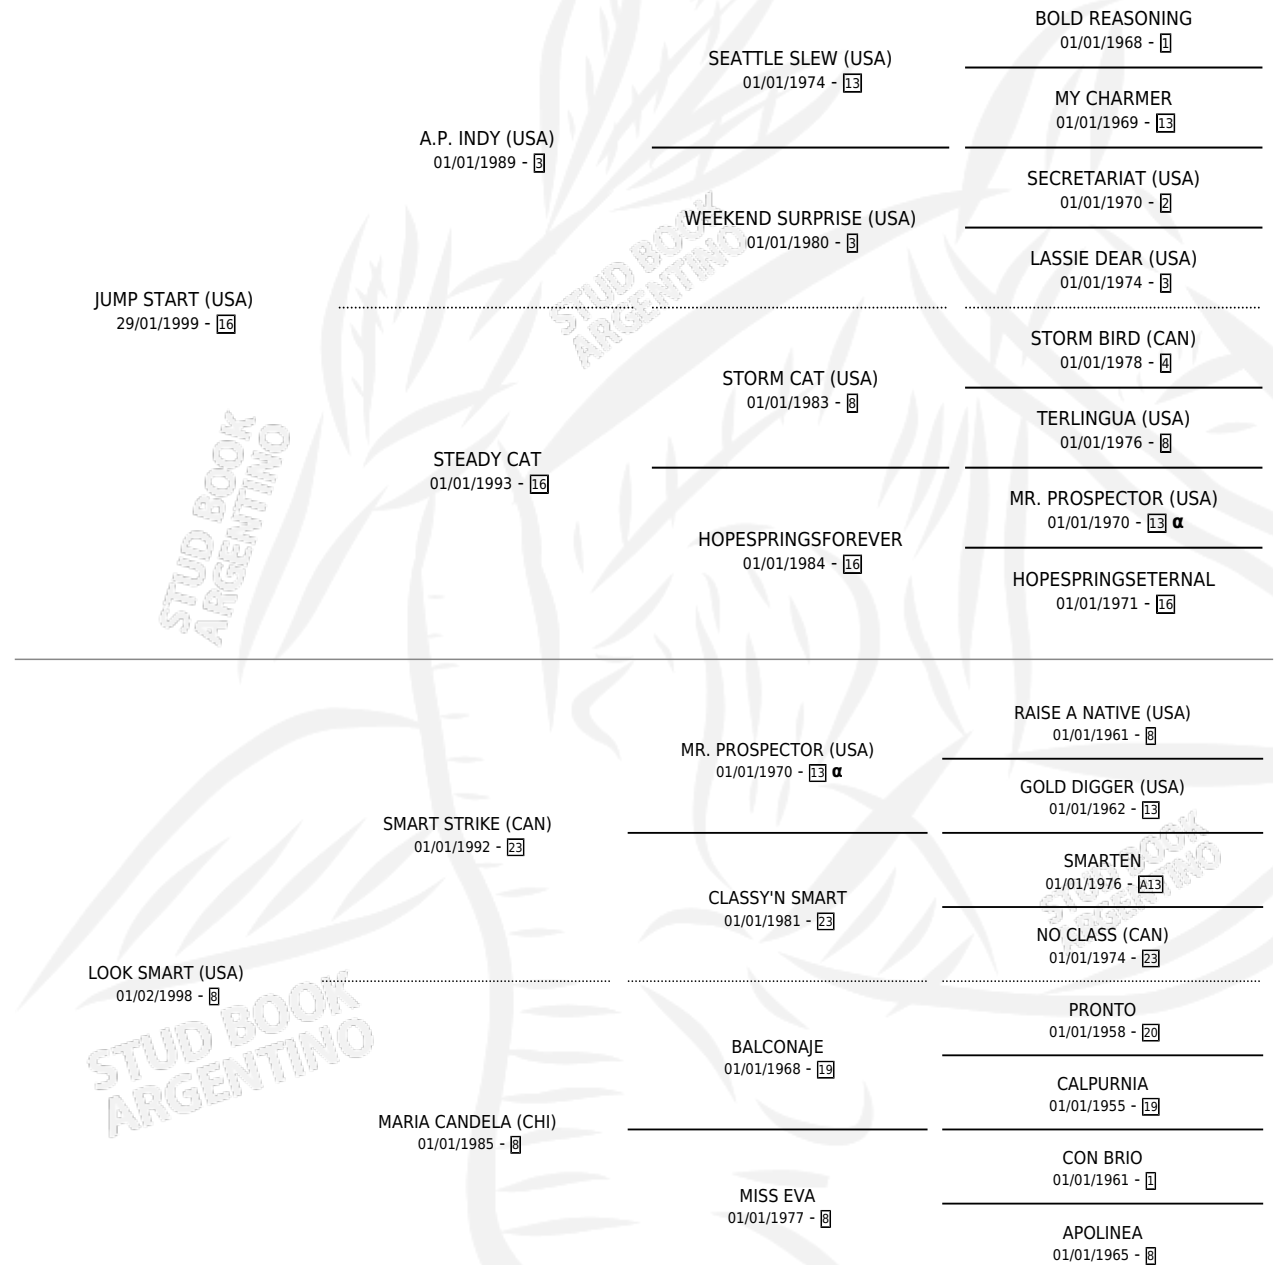 JUMP START (USA)
29/01/1999 - 16
A.P. INDY (USA)
01/01/1989 - 3
SEATTLE SLEW (USA)
01/01/1974 - 13
BOLD REASONING
01/01/1968 - 1
MY CHARMER
01/01/1969 - 13
WEEKEND SURPRISE (USA)
01/01/1980 - 3
SECRETARIAT (USA)
01/01/1970 - 2
LASSIE DEAR (USA)
01/01/1974 - 3
STEADY CAT
01/01/1993 - 16
STORM CAT (USA)
01/01/1983 - 8
STORM BIRD (CAN)
01/01/1978 - 4
TERLINGUA (USA)
01/01/1976 - 8
HOPESPRINGSFOREVER
01/01/1984 - 16
MR. PROSPECTOR (USA)
01/01/1970 - 13 α
HOPESPRINGSETERNAL
01/01/1971 - 16
LOOK SMART (USA)
01/02/1998 - 8
SMART STRIKE (CAN)
01/01/1992 - 23
MR. PROSPECTOR (USA)
01/01/1970 - 13 α
RAISE A NATIVE (USA)
01/01/1961 - 8
GOLD DIGGER (USA)
01/01/1962 - 13
CLASSY'N SMART
01/01/1981 - 23
SMARTEN
01/01/1976 - A13
NO CLASS (CAN)
01/01/1974 - 23
MARIA CANDELA (CHI)
01/01/1985 - 8
BALCONAJE
01/01/1968 - 19
PRONTO
01/01/1958 - 20
CALPURNIA
01/01/1955 - 19
MISS EVA
01/01/1977 - 8
CON BRIO
01/01/1961 - 1
APOLINEA
01/01/1965 - 8
STUD BOOK
ARGENTINO
STUD BOOK
ARGENTINO
STUD BOOK
ARGENTINO
STUD BOOK
ARGENTINO